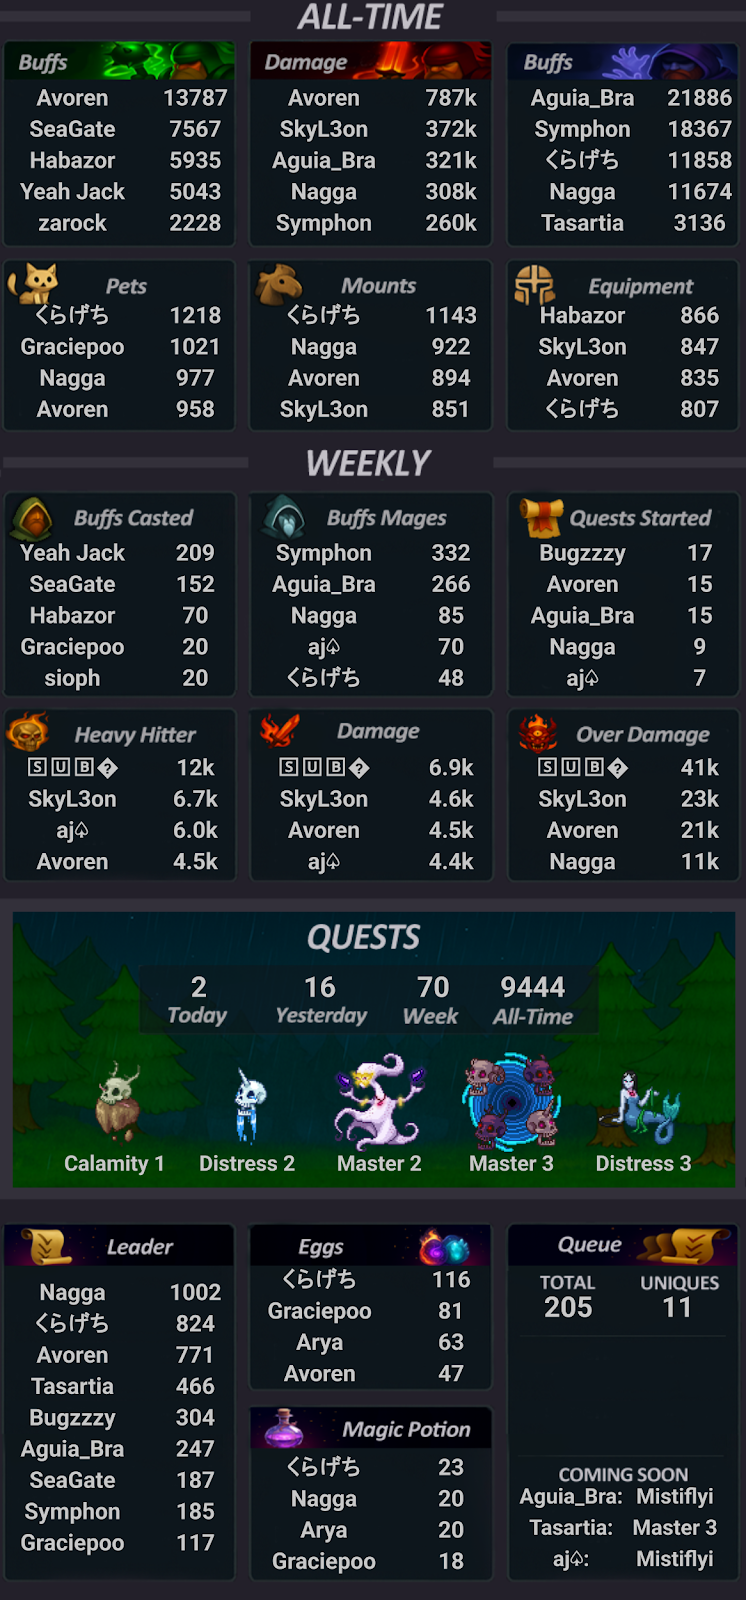 ALL-TIME
Buffs
Avoren 13787
SeaGate 7567
Habazor 5935
Yeah Jack 5043
zarock 2228
Damage
Avoren 787k
SkyL3on 372k
Aguia_Bra 321k
Nagga 308k
Symphon 260k
Buffs
Aguia_Bra 21886
Symphon 18367
くらげち 11858
Nagga 11674
Tasartia 3136
Pets
くらげち 1218
Graciepoo 1021
Nagga 977
Avoren 958
Mounts
くらげち 1143
Nagga 922
Avoren 894
SkyL3on 851
Equipment
Habazor 866
SkyL3on 847
Avoren 835
くらげち 807
WEEKLY
Buffs Casted
Yeah Jack 209
SeaGate 152
Habazor 70
Graciepoo 20
sioph 20
Buffs Mages
Symphon 332
Aguia_Bra 266
Nagga 85
aj♤ 70
くらげち 48
Quests Started
Bugzzzy 17
Avoren 15
Aguia_Bra 15
Nagga 9
aj♤ 7
Heavy Hitter
🅂🅄🄱� 12k
SkyL3on 6.7k
aj♤ 6.0k
Avoren 4.5k
Damage
🅂🅄🄱� 6.9k
SkyL3on 4.6k
Avoren 4.5k
aj♤ 4.4k
Over Damage
🅂🅄🄱� 41k
SkyL3on 23k
Avoren 21k
Nagga 11k
QUESTS
2 16 70 9444
Today Yesterday Week All-Time
Calamity 1 Distress 2 Master 2 Master 3 Distress 3
Leader
Nagga 1002
くらげち 824
Avoren 771
Tasartia 466
Bugzzzy 304
Aguia_Bra 247
SeaGate 187
Symphon 185
Graciepoo 117
Eggs
くらげち 116
Graciepoo 81
Arya 63
Avoren 47
Magic Potion
くらげち 23
Nagga 20
Arya 20
Graciepoo 18
Queue
TOTAL UNIQUES
205 11
COMING SOON
Aguia_Bra: Mistiflyi
Tasartia: Master 3
aj♤: Mistiflyi